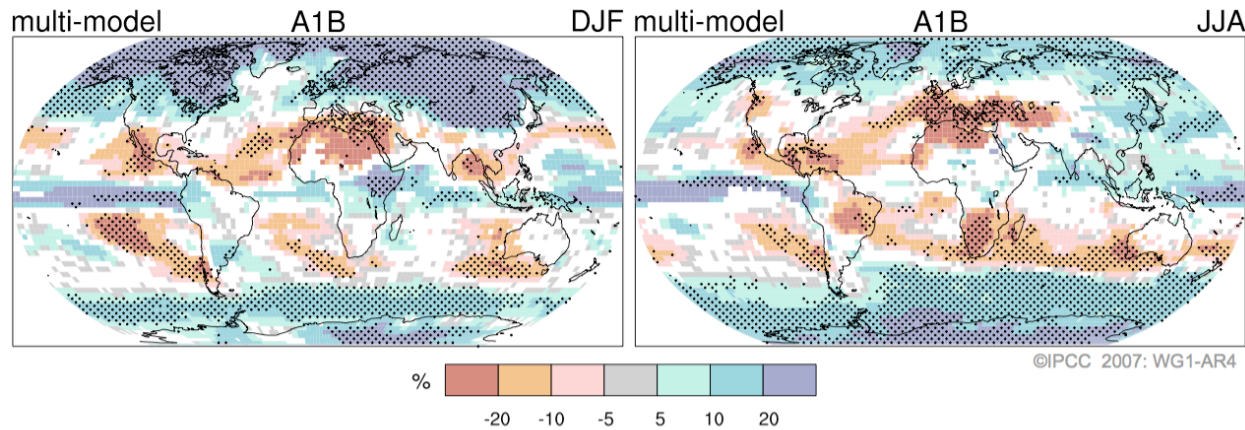 multi-model A1B DJF
multi-model A1B JJA
©IPCC 2007: WG1-AR4
%
-20 -10 -5 5 10 20